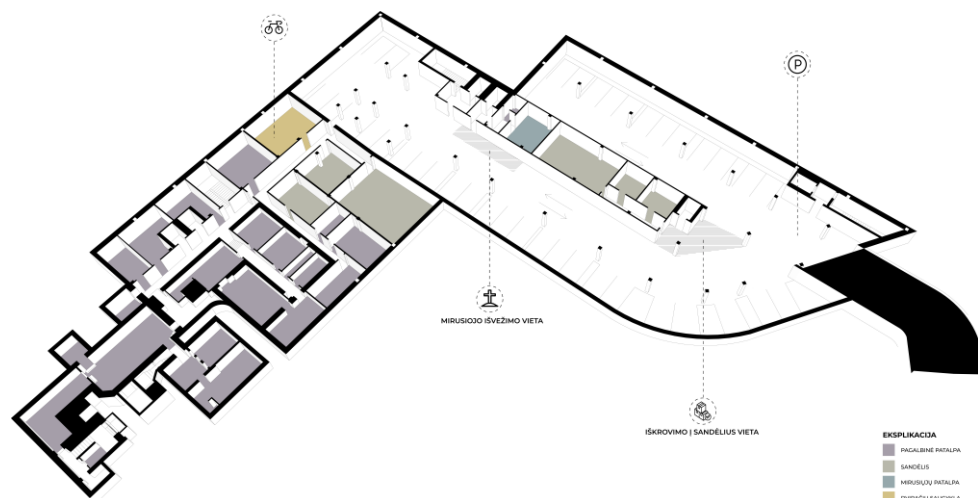 P
MIRUSIOJO IŠVEŽIMO VIETA
IŠKROVIMO Į SANDĖLIUS VIETA
EKSPLIKACIJA
PAGALBINĖ PATALPA
SANDĖLIS
MIRUSIŲJŲ PATALPA